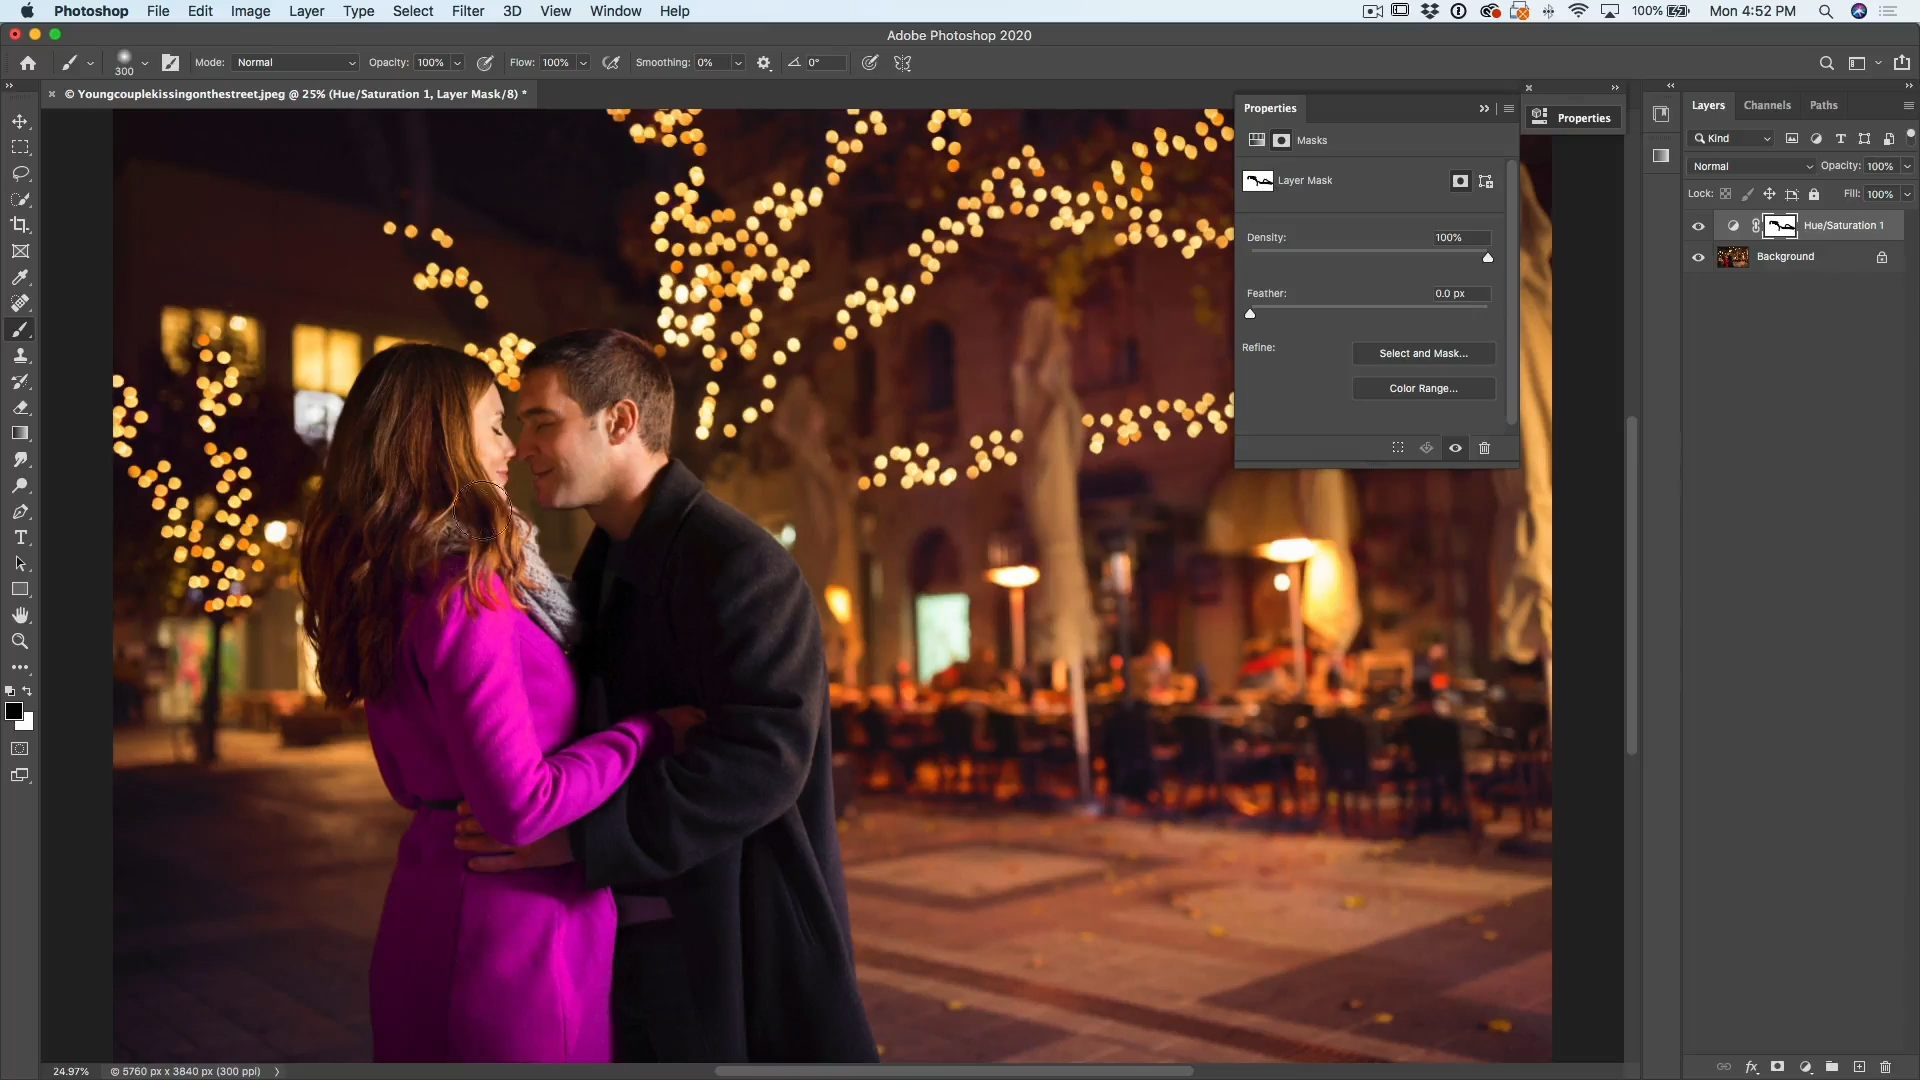 Photoshop File Edit Image Layer Type Select Filter 3D View Window Help 100% Mon 4:52 PM
Adobe Photoshop 2020
300 Mode: Normal Opacity: 100% Flow: 100% Smoothing: 0% 0°
© Youngcouplekissingonthestreet.jpeg @ 25% (Hue/Saturation 1, Layer Mask/8) *
Properties
Masks
Layer Mask
Density: 100%
Feather: 0.0 px
Refine:
Select and Mask...
Color Range...
Properties
Layers Channels Paths
Kind
Normal Opacity: 100%
Lock: Fill: 100%
Hue/Saturation 1
Background
24.97% © 5760 px x 3840 px (300 ppi)